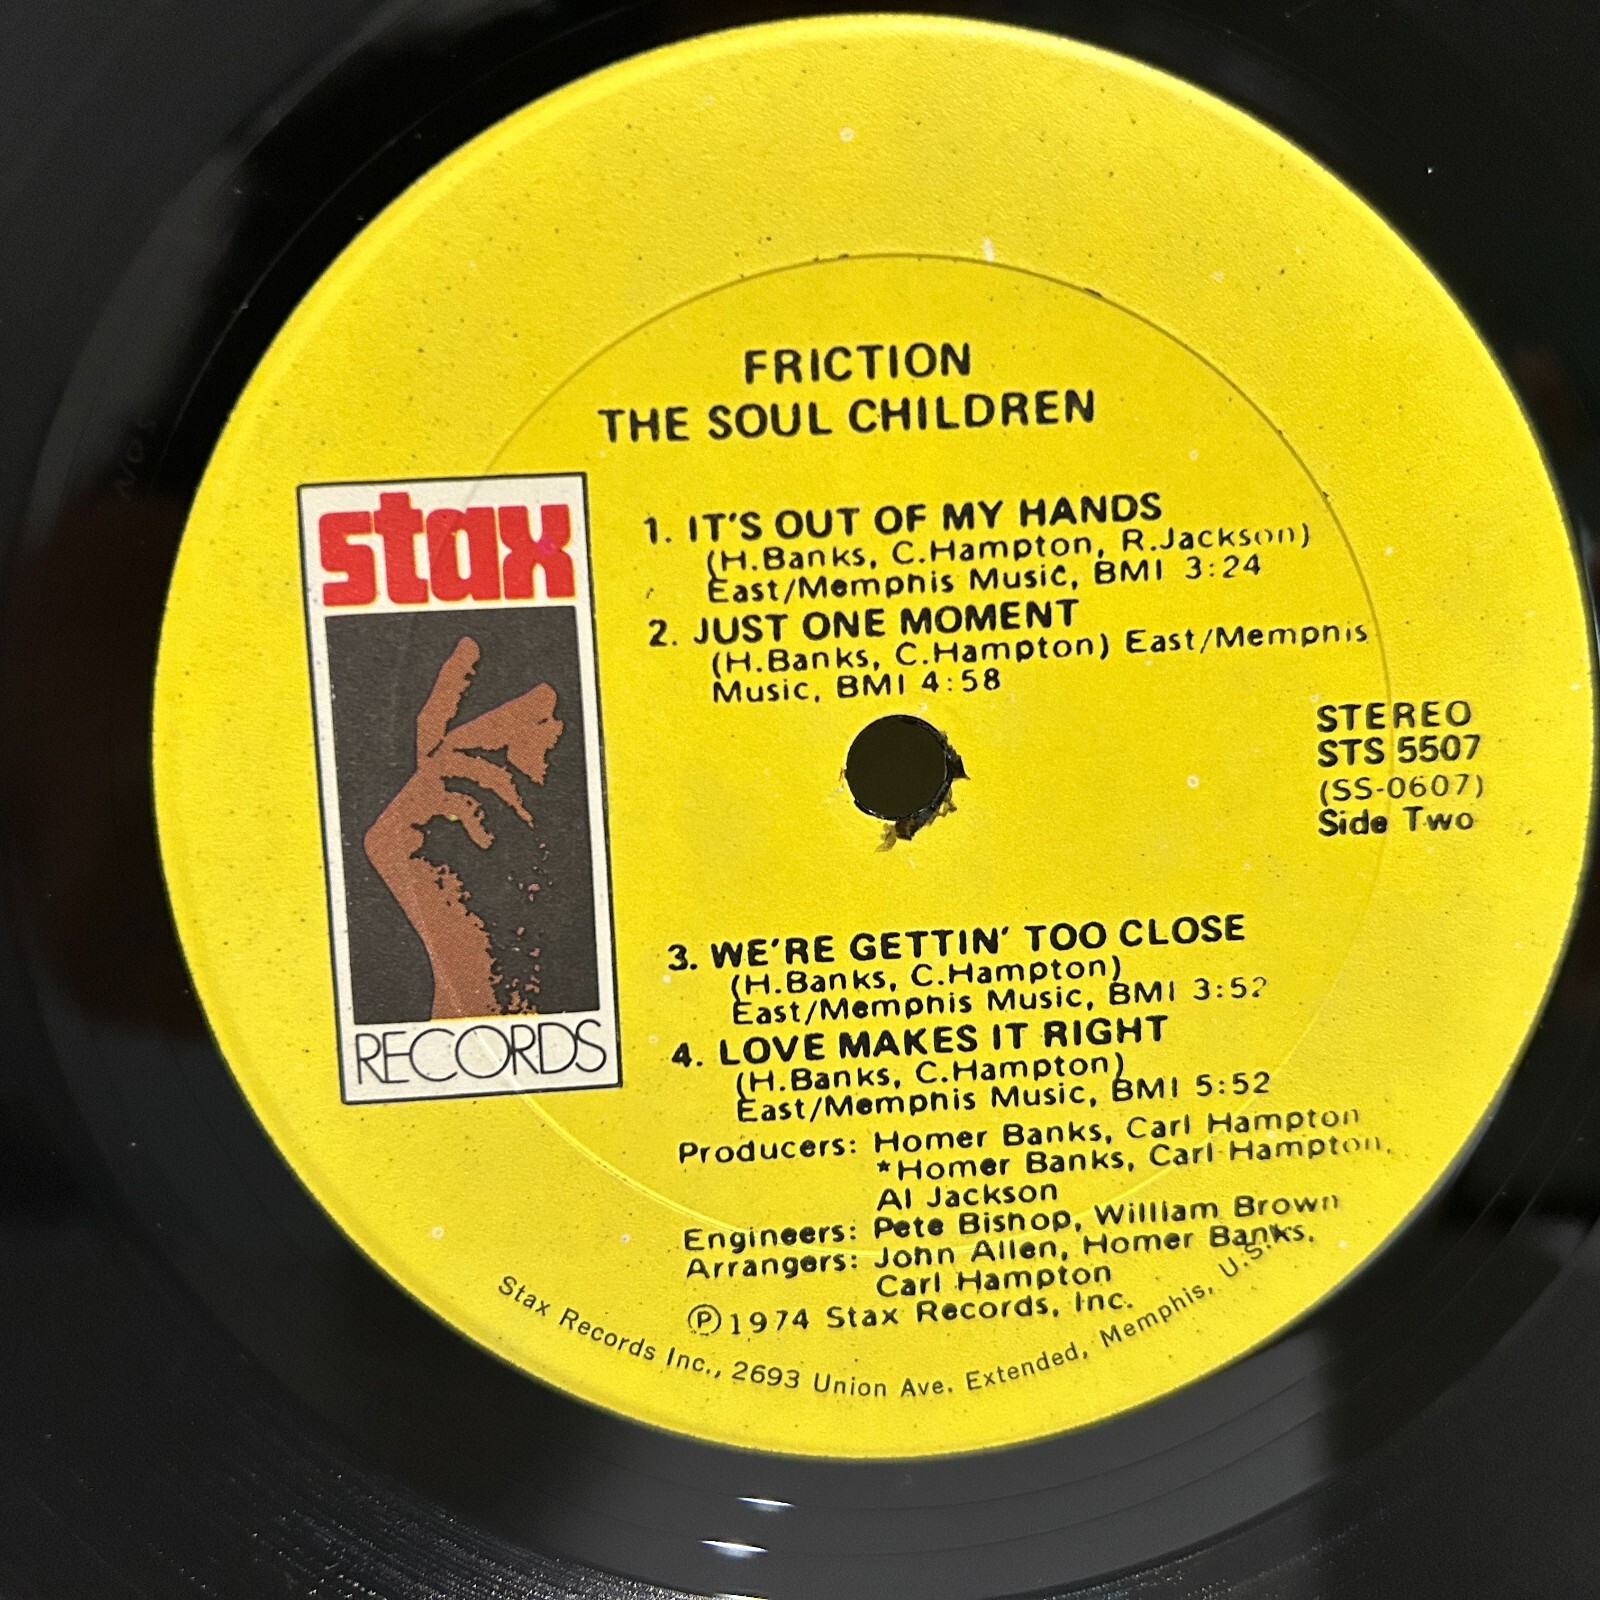 FRICTION
THE SOUL CHILDREN
stax
RECORDS
1. IT'S OUT OF MY HANDS
(H.Banks, C.Hampton, R.Jackson)
East/Memphis Music, BMI 3:24
2. JUST ONE MOMENT
(H.Banks, C.Hampton) East/Memphis
Music, BMI 4:58
STEREO
STS 5507
(SS-0607)
Side Two
3. WE'RE GETTIN' TOO CLOSE
(H.Banks, C.Hampton)
East/Memphis Music, BMI 3:52
4. LOVE MAKES IT RIGHT
(H.Banks, C.Hampton)
East/Memphis Music, BMI 5:52
Producers: Homer Banks, Carl Hampton
*Homer Banks, Carl Hampton,
Al Jackson
Engineers: Pete Bishop, William Brown
Arrangers: John Allen, Homer Banks,
Carl Hampton
Ⓟ1974 Stax Records, Inc.
Stax Records Inc., 2693 Union Ave. Extended, Memphis, U.S.A.